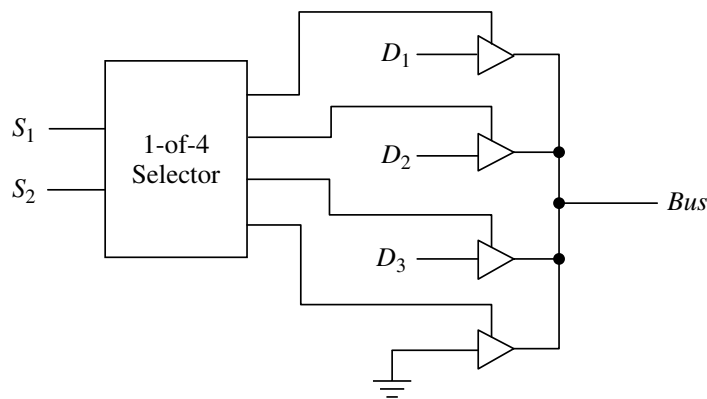 D₁
S₁
1-of-4
Selector
D₂
S₂
Bus
D₃